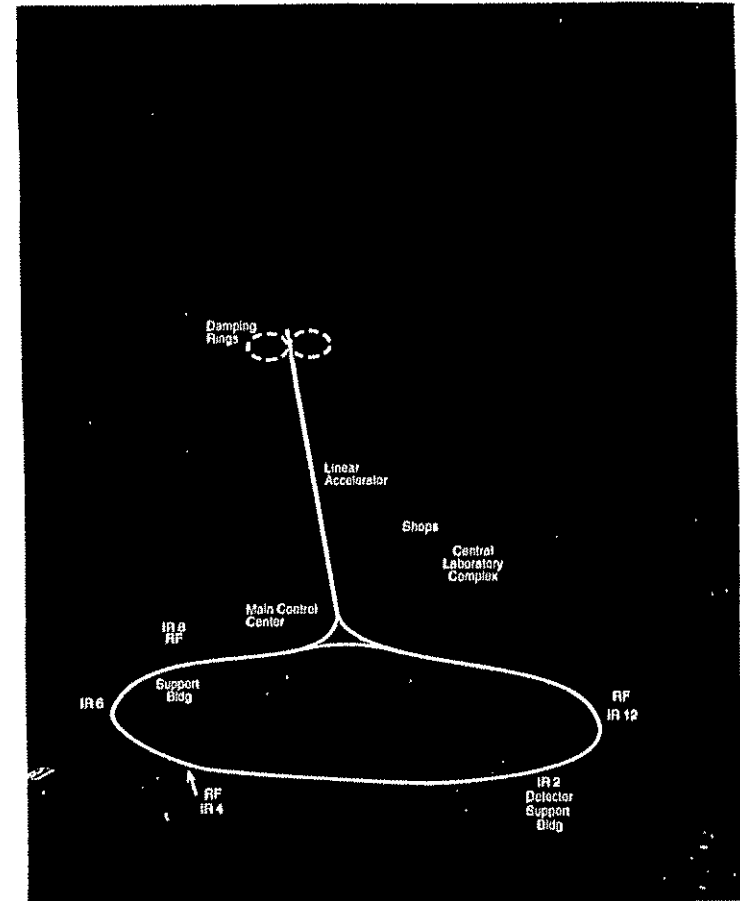 Damping
Rings
Linear
Accelerator
Shops
Central
Laboratory
Complex
Main Control
Center
IR 8
RF
Support
Bldg
IR 6
RF
IR 12
RF
IR 4
IR 2
Detector
Support
Bldg